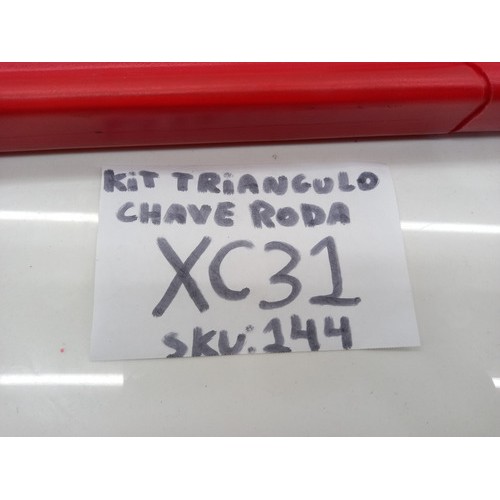 KiT TRiANGULO
CHAVE RODA
XC31
SKU: 144